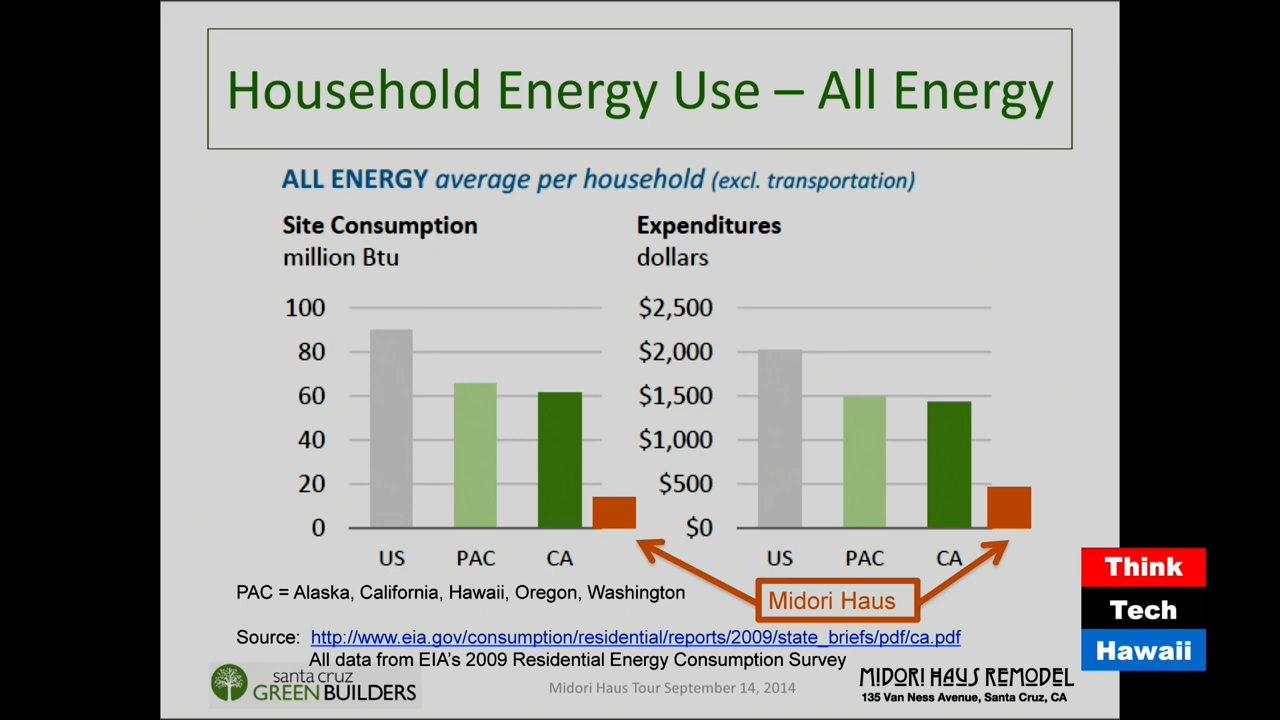 Household Energy Use – All Energy
ALL ENERGY average per household (excl. transportation)
Site Consumption
million Btu
100
80
60
40
20
0
US PAC CA
Expenditures
dollars
$2,500
$2,000
$1,500
$1,000
$500
$0
US PAC CA
Midori Haus
PAC = Alaska, California, Hawaii, Oregon, Washington
Source: http://www.eia.gov/consumption/residential/reports/2009/state_briefs/pdf/ca.pdf
All data from EIA's 2009 Residential Energy Consumption Survey
santa cruz
GREEN BUILDERS
Midori Haus Tour September 14, 2014
MIDORI HAUS REMODEL
135 Van Ness Avenue, Santa Cruz, CA
Think
Tech
Hawaii